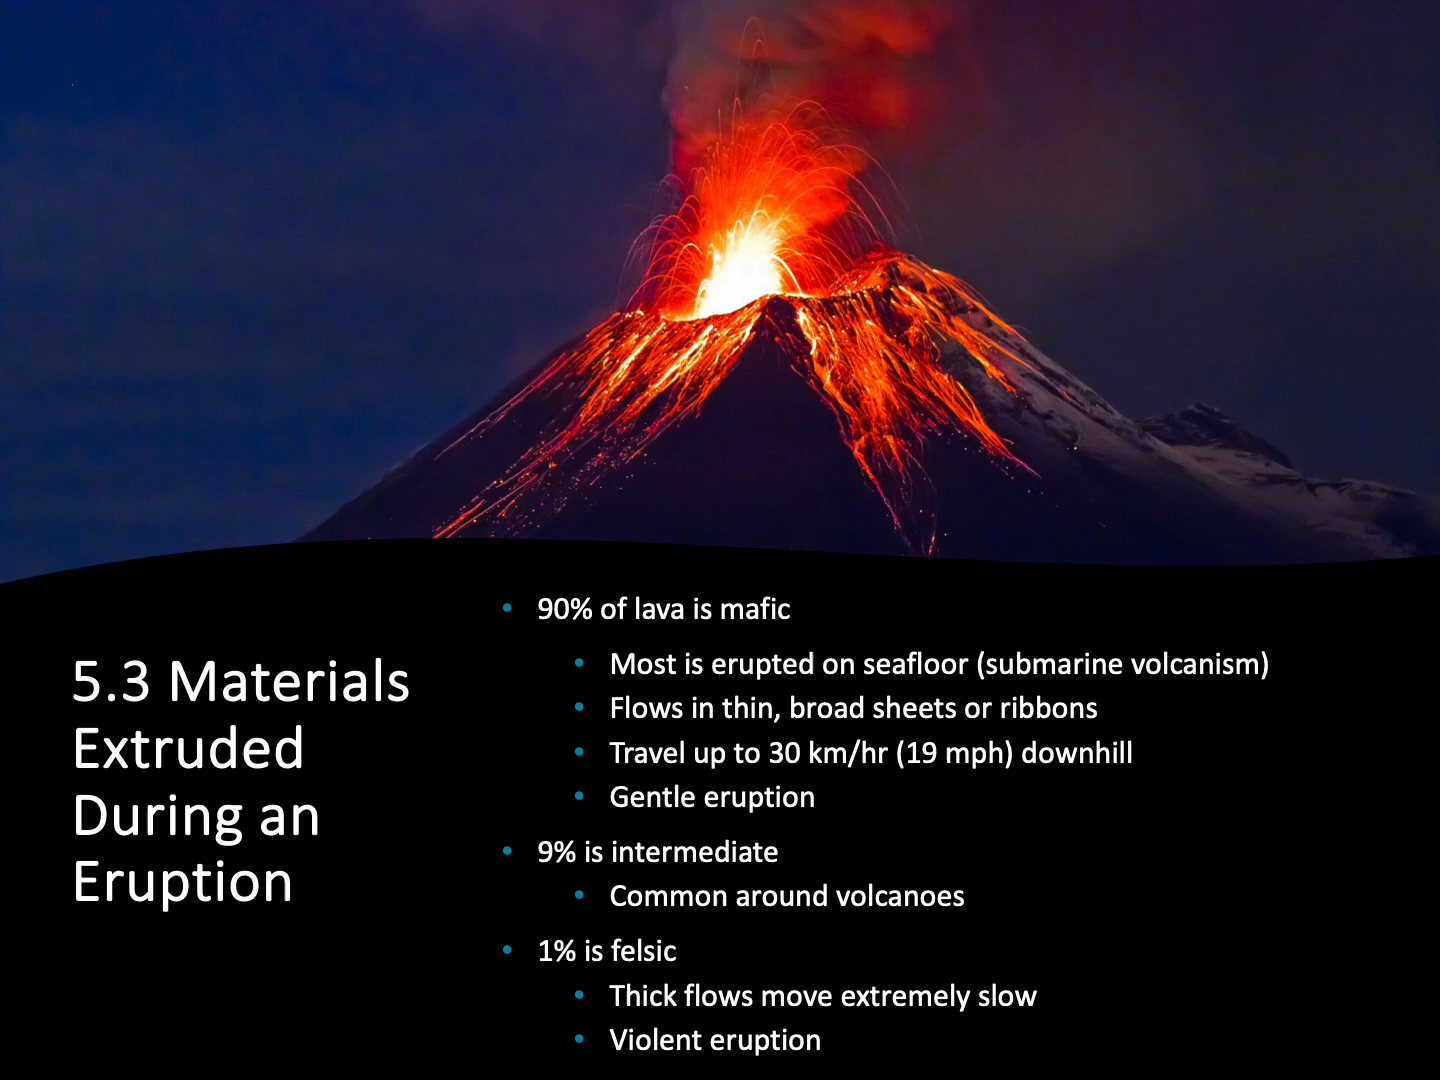 5.3 Materials
Extruded
During an
Eruption
• 90% of lava is mafic
• Most is erupted on seafloor (submarine volcanism)
• Flows in thin, broad sheets or ribbons
• Travel up to 30 km/hr (19 mph) downhill
• Gentle eruption
• 9% is intermediate
• Common around volcanoes
• 1% is felsic
• Thick flows move extremely slow
• Violent eruption